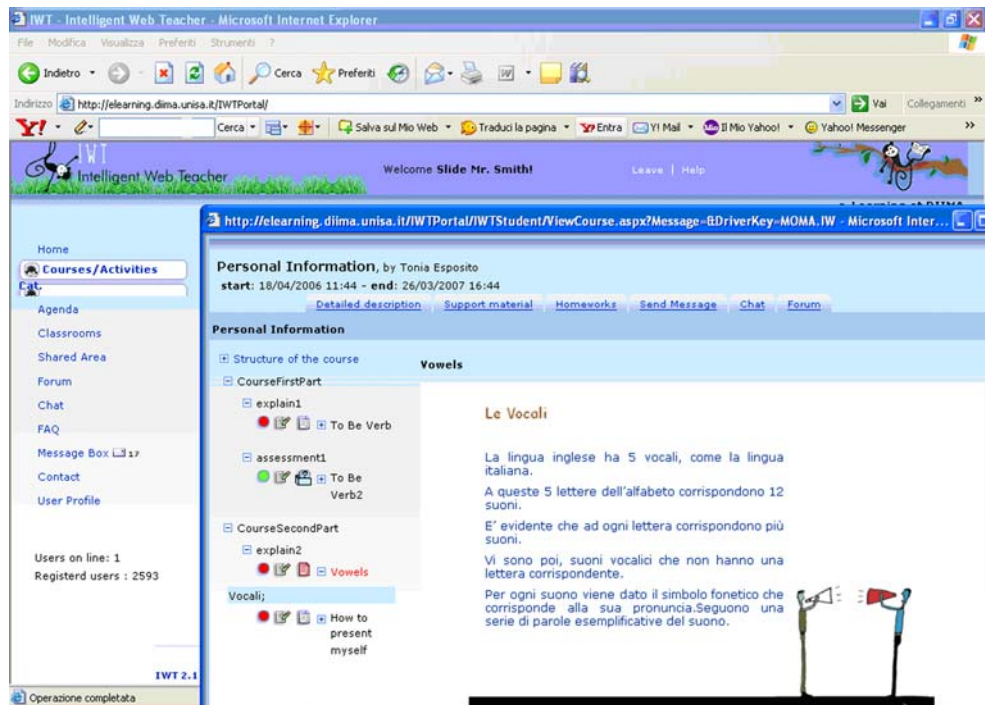 IWT - Intelligent Web Teacher - Microsoft Internet Explorer
File Modifica Visualizza Preferiti Strumenti ?
Indietro Cerca Preferiti
Indirizzo http://elearning.diima.unisa.it/IWTPortal/ Vai Collegamenti »
Y! Cerca Salva sul Mio Web Traduci la pagina Entra Y! Mail Il Mio Yahoo! Yahoo! Messenger »
IWT
Intelligent Web Teacher
Welcome Slide Mr. Smith!
Leave | Help
e-Learning at DIIMA
http://elearning.diima.unisa.it/IWTPortal/IWTStudent/ViewCourse.aspx?Message=&DriverKey=MOMA.IW - Microsoft Inter...
Home
Courses/Activities
Cat.
Agenda
Classrooms
Shared Area
Forum
Chat
FAQ
Message Box 17
Contact
User Profile
Users on line: 1
Registerd users : 2593
IWT 2.1
Personal Information, by Tonia Esposito
start: 18/04/2006 11:44 - end: 26/03/2007 16:44
Detailed description Support material Homeworks Send Message Chat Forum
Personal Information
Structure of the course
CourseFirstPart
explain1
To Be Verb
assessment1
To Be
Verb2
CourseSecondPart
explain2
Vowels
Vocali;
How to
present
myself
Vowels
Le Vocali
La lingua inglese ha 5 vocali, come la lingua
italiana.
A queste 5 lettere dell'alfabeto corrispondono 12
suoni.
E' evidente che ad ogni lettera corrispondono più
suoni.
Vi sono poi, suoni vocalici che non hanno una
lettera corrispondente.
Per ogni suono viene dato il simbolo fonetico che
corrisponde alla sua pronuncia.Seguono una
serie di parole esemplificative del suono.
Operazione completata